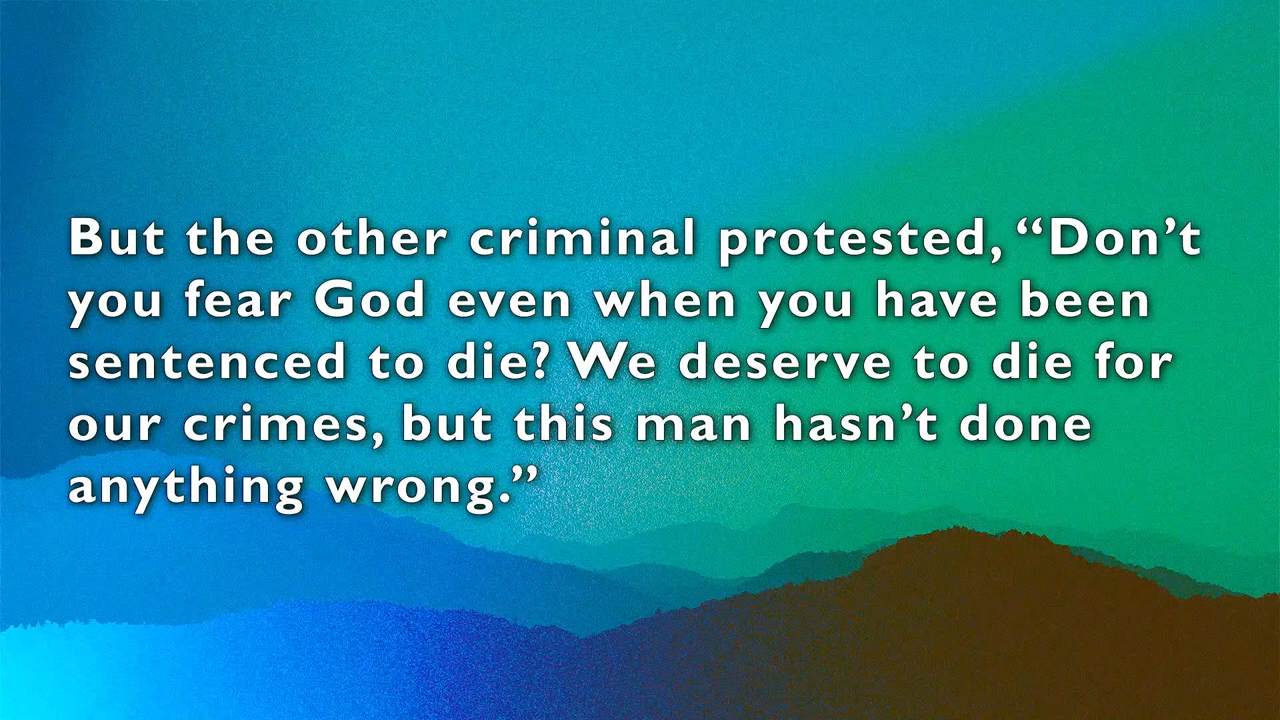 But the other criminal protested, “Don’t
you fear God even when you have been
sentenced to die? We deserve to die for
our crimes, but this man hasn’t done
anything wrong.”